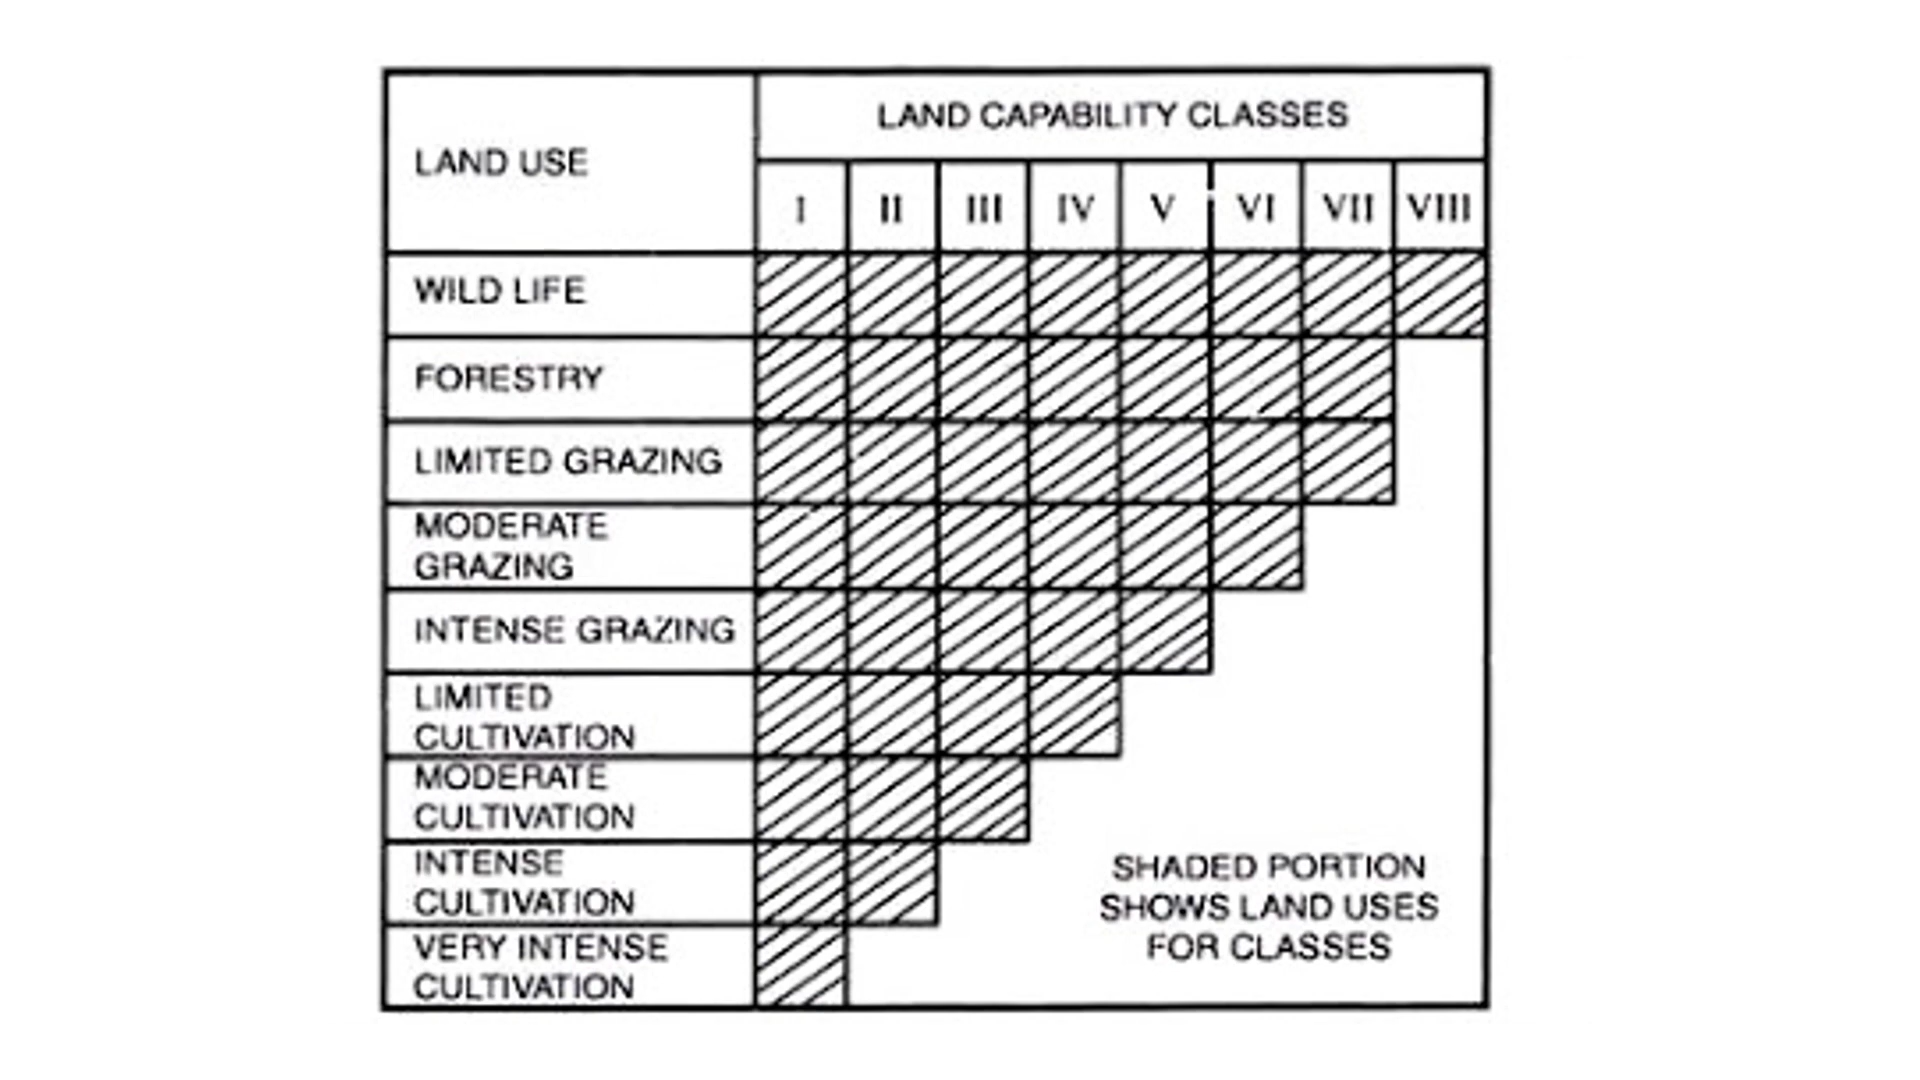 LAND USE
LAND CAPABILITY CLASSES
I II III IV V VI VII VIII
WILD LIFE
FORESTRY
LIMITED GRAZING
MODERATE
GRAZING
INTENSE GRAZING
LIMITED
CULTIVATION
MODERATE
CULTIVATION
INTENSE
CULTIVATION
VERY INTENSE
CULTIVATION
SHADED PORTION
SHOWS LAND USES
FOR CLASSES